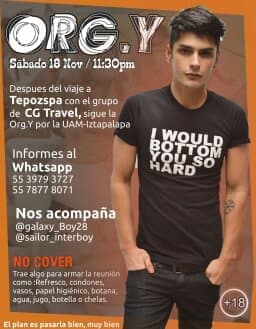 ORG.Y
Sábado 18 Nov / 11:30pm
Despues del viaje a
Tepozspa con el grupo
de CG Travel, sigue la
Org.Y por la UAM-Iztapalapa
I WOULD
BOTTOM
YOU SO
HARD
Informes al
Whatsapp
55 3979 3727
55 7877 8071
Nos acompaña
@galaxy_Boy28
@sailor_interboy
NO COVER
Trae algo para armar la reunión
como :Refresco, condones,
vasos, papel higiénico, botana,
agua, jugo, botella o chelas.
+18
El plan es pasarla bien, muy bien